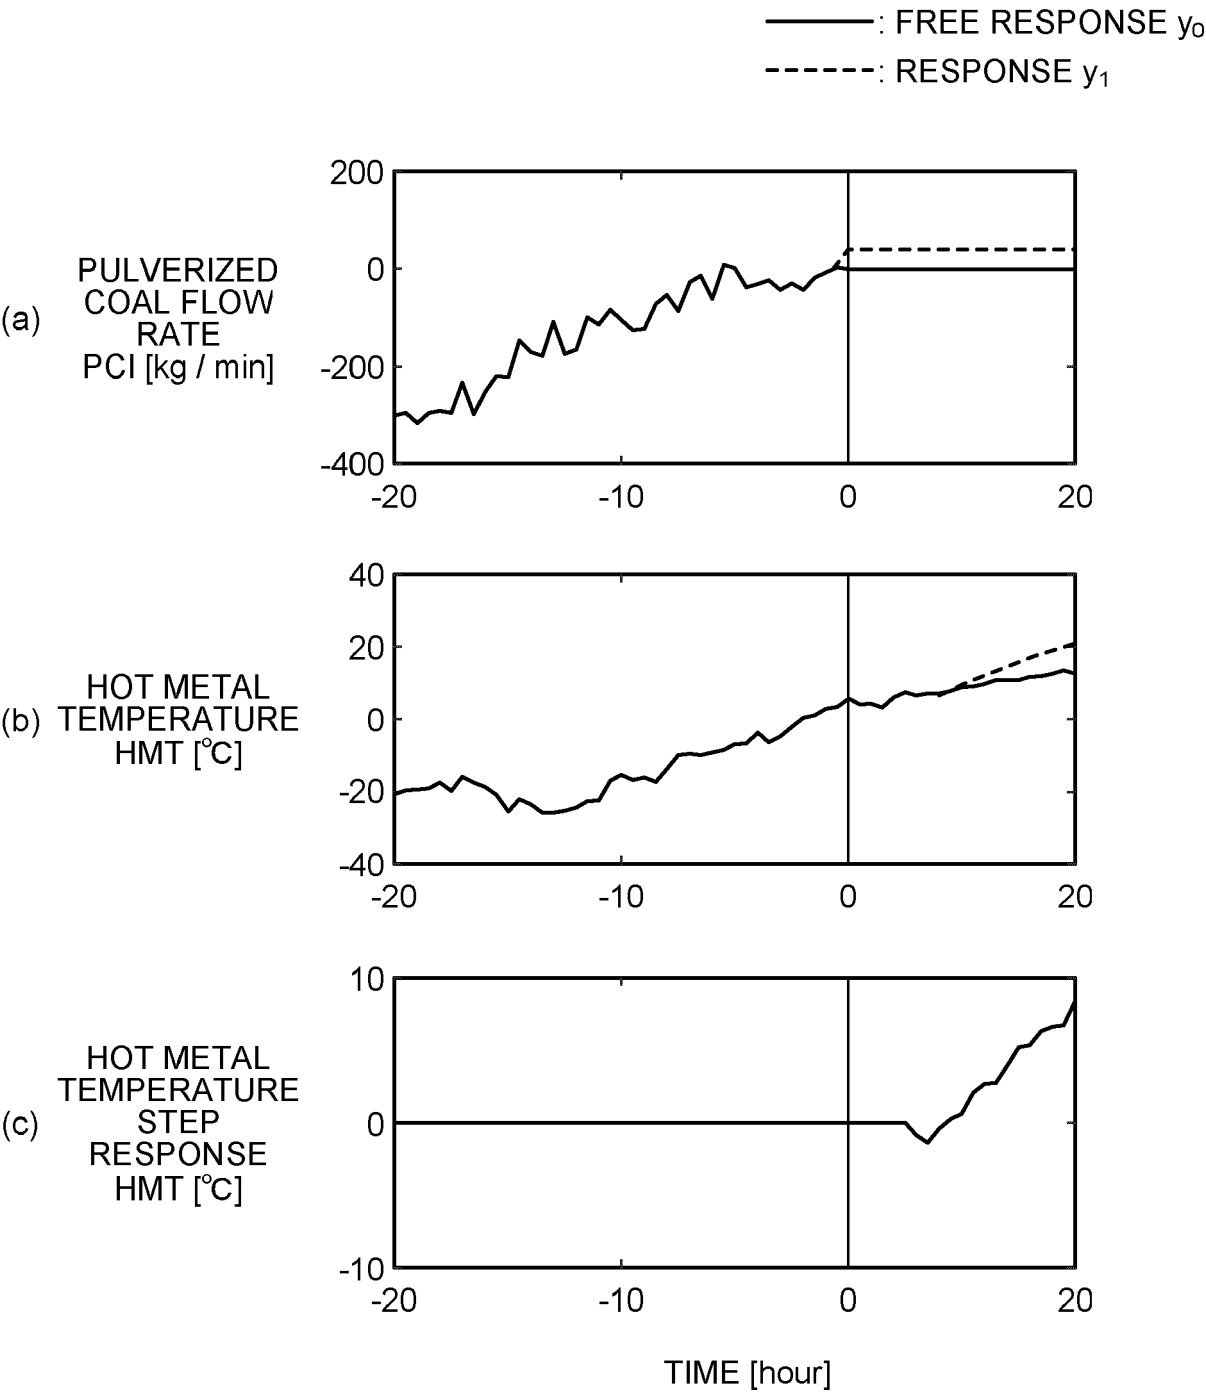 : FREE RESPONSE y₀
: RESPONSE y₁
(a)
PULVERIZED
COAL FLOW
RATE
PCI [kg / min]
200
0
-200
-400
-20
-10
0
20
(b)
HOT METAL
TEMPERATURE
HMT [℃]
40
20
0
-20
-40
-20
-10
0
20
(c)
HOT METAL
TEMPERATURE
STEP
RESPONSE
HMT [℃]
10
0
-10
-20
-10
0
20
TIME [hour]